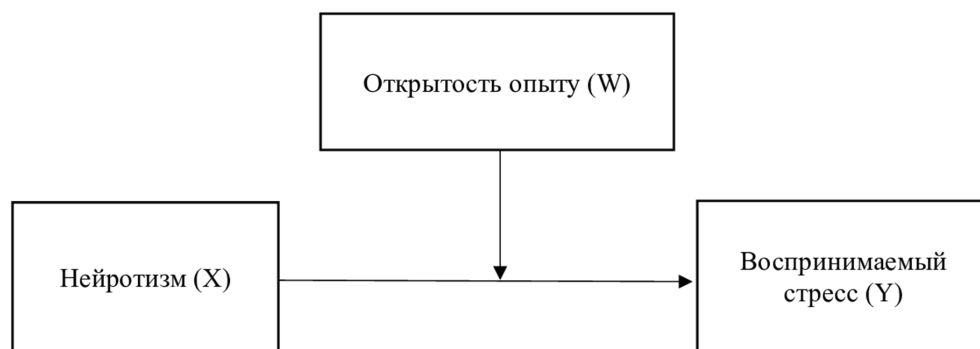 Открытость опыту (W)
Нейротизм (X)
Воспринимаемый
стресс (Y)